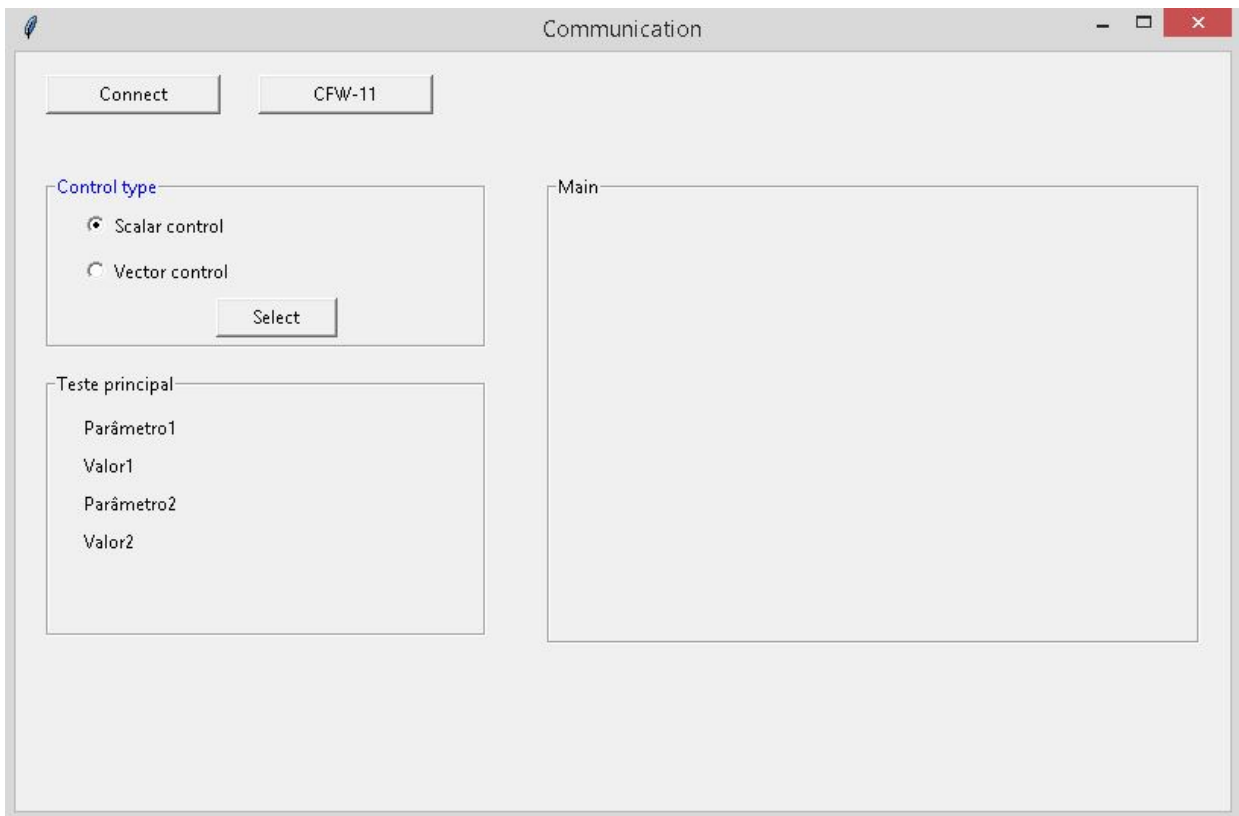 Communication
Connect
CFW-11
Control type
Scalar control
Vector control
Select
Teste principal
Parâmetro1
Valor1
Parâmetro2
Valor2
Main